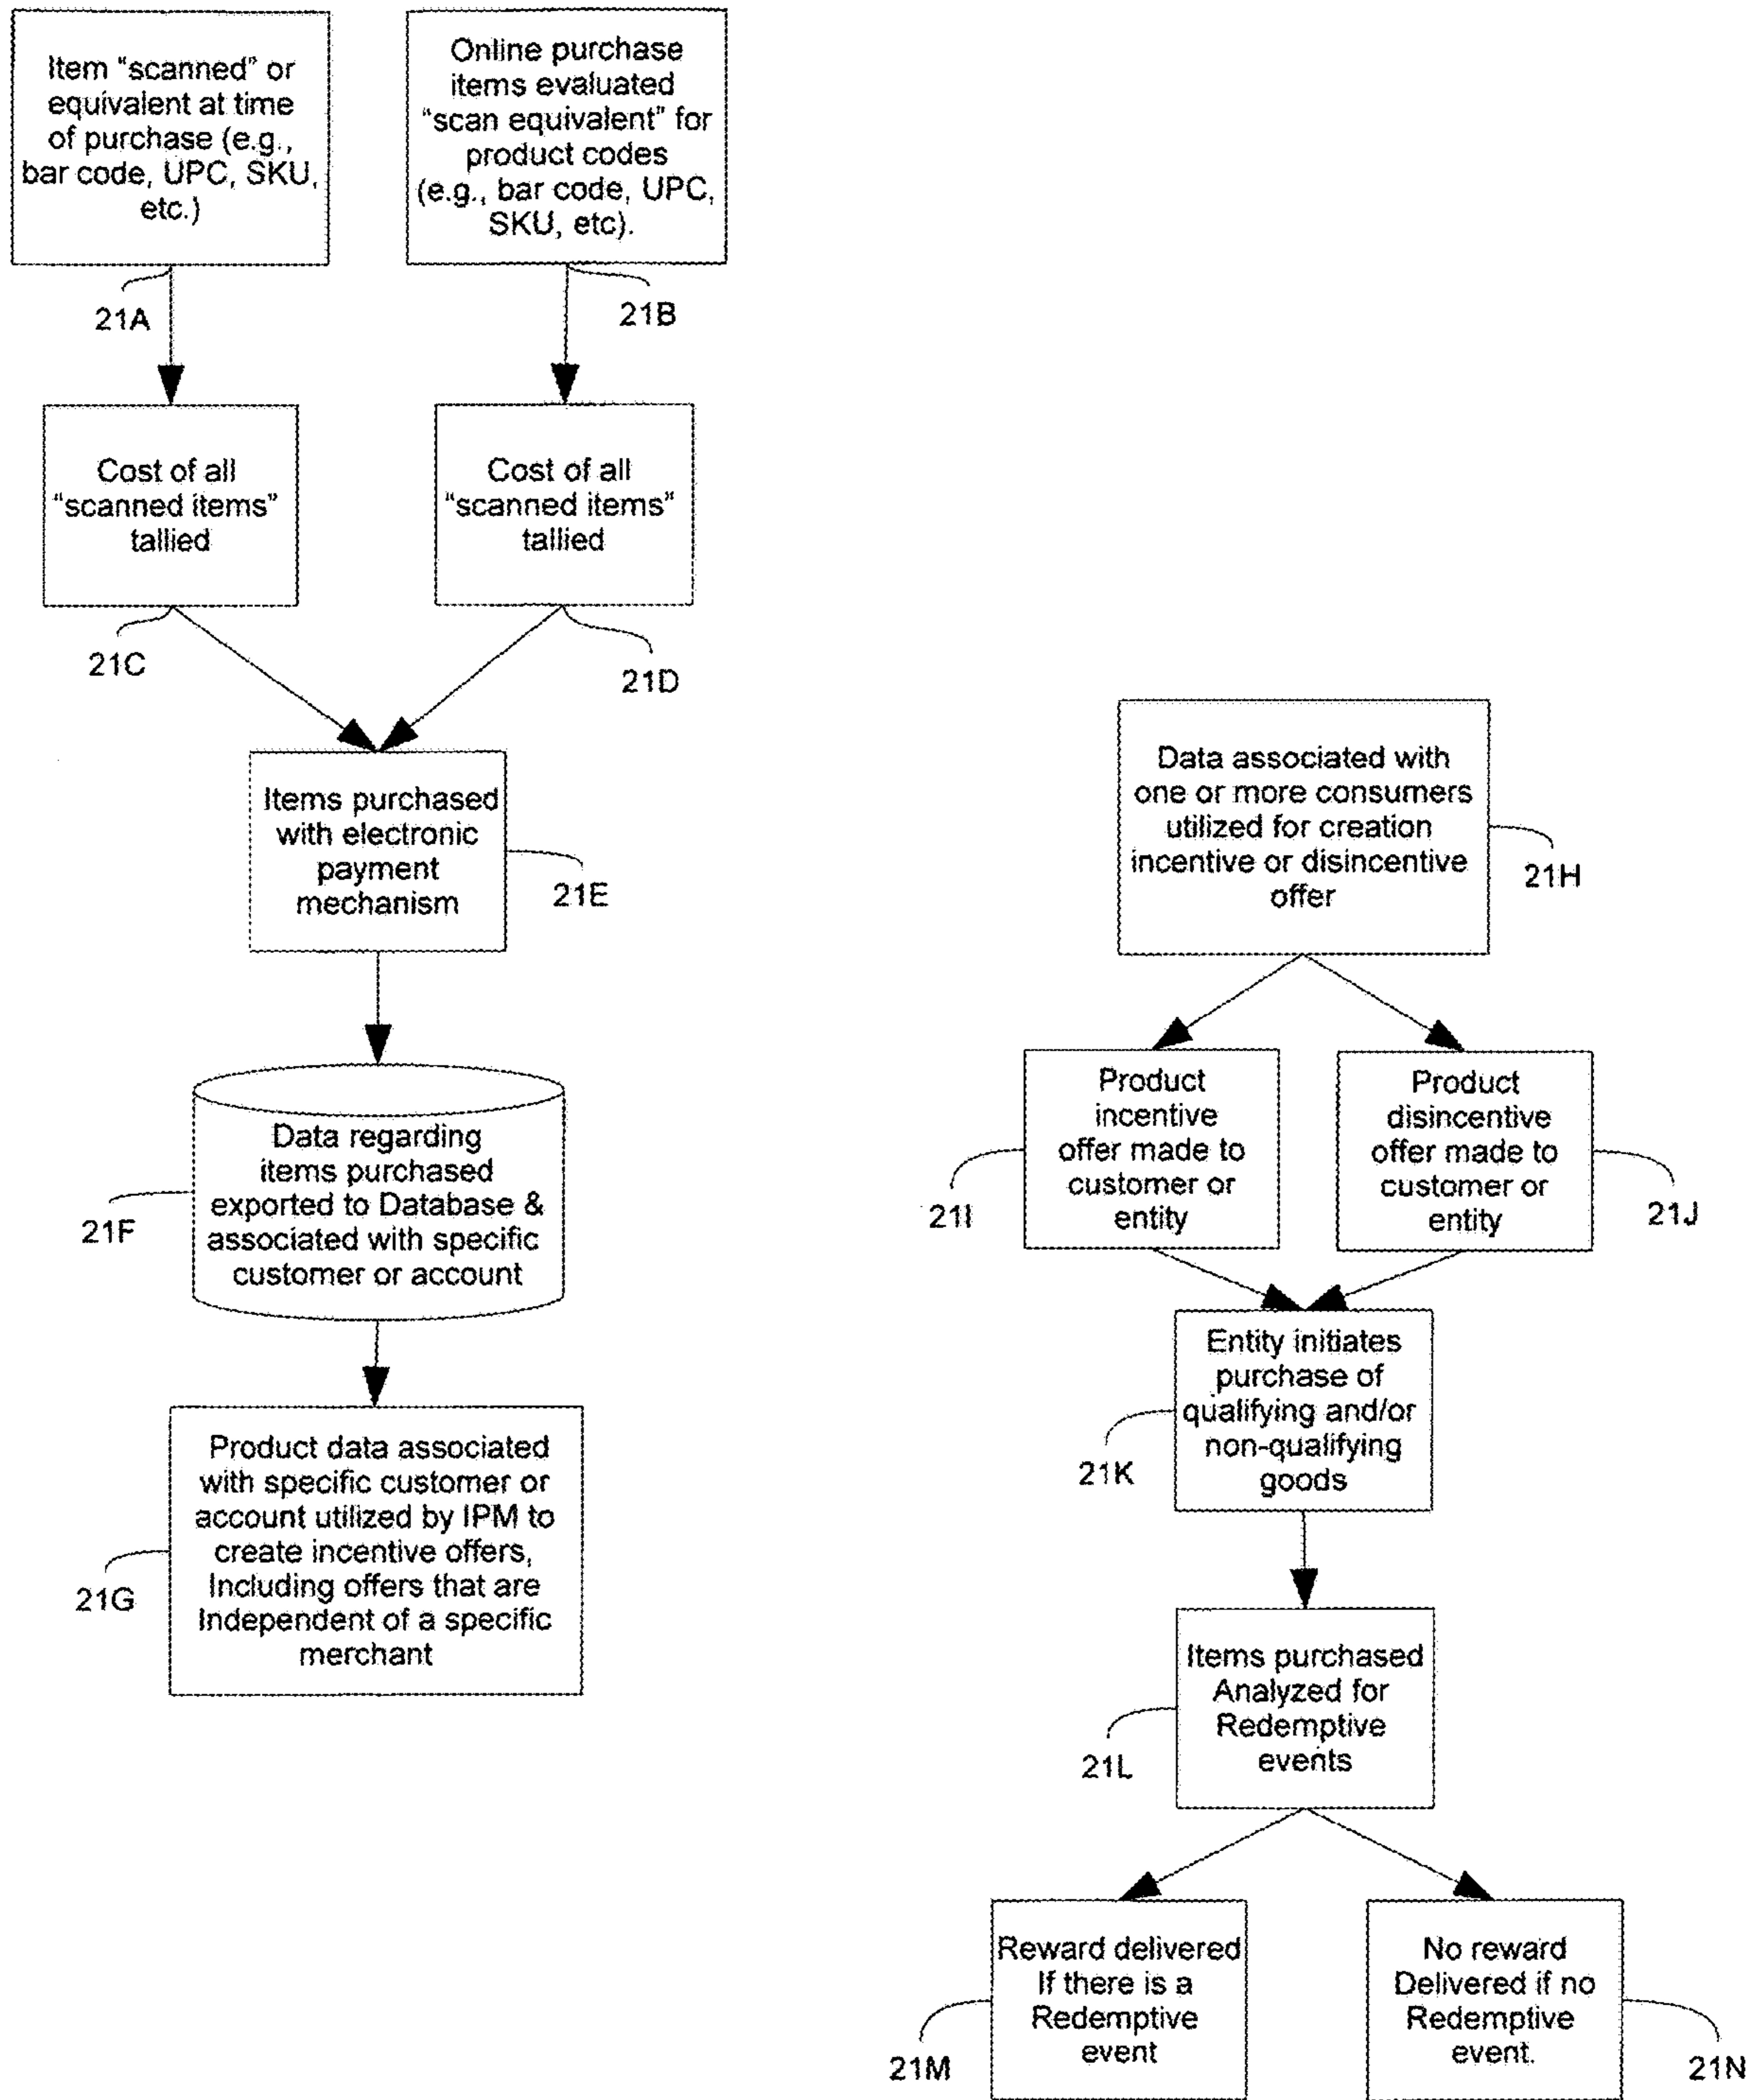 Item “scanned” or
equivalent at time
of purchase (e.g.,
bar code, UPC, SKU,
etc.)
21A
Online purchase
items evaluated
“scan equivalent” for
product codes
(e.g., bar code, UPC,
SKU, etc).
21B
Cost of all
“scanned items”
tallied
21C
Cost of all
“scanned items”
tallied
21D
Items purchased
with electronic
payment
mechanism
21E
Data regarding
items purchased
exported to Database &
associated with specific
customer or account
21F
Product data associated
with specific customer or
account utilized by IPM to
create incentive offers,
Including offers that are
Independent of a specific
merchant
21G
Data associated with
one or more consumers
utilized for creation
incentive or disincentive
offer
21H
Product
incentive
offer made to
customer or
entity
21I
Product
disincentive
offer made to
customer or
entity
21J
Entity initiates
purchase of
qualifying and/or
non-qualifying
goods
21K
Items purchased
Analyzed for
Redemptive
events
21L
Reward delivered
If there is a
Redemptive
event
21M
No reward
Delivered if no
Redemptive
event.
21N